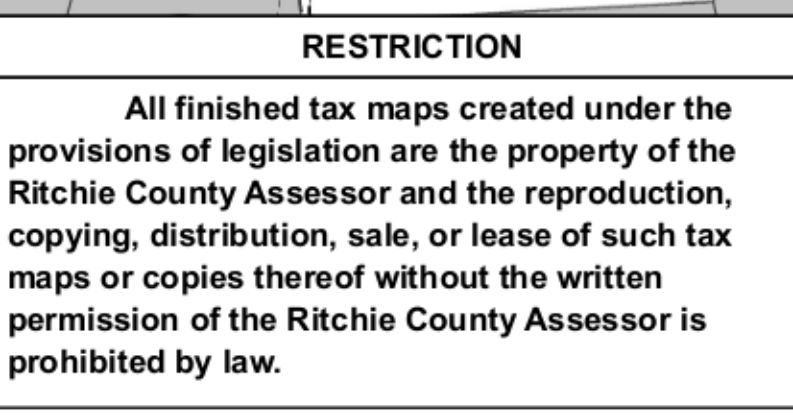 RESTRICTION
All finished tax maps created under the
provisions of legislation are the property of the
Ritchie County Assessor and the reproduction,
copying, distribution, sale, or lease of such tax
maps or copies thereof without the written
permission of the Ritchie County Assessor is
prohibited by law.